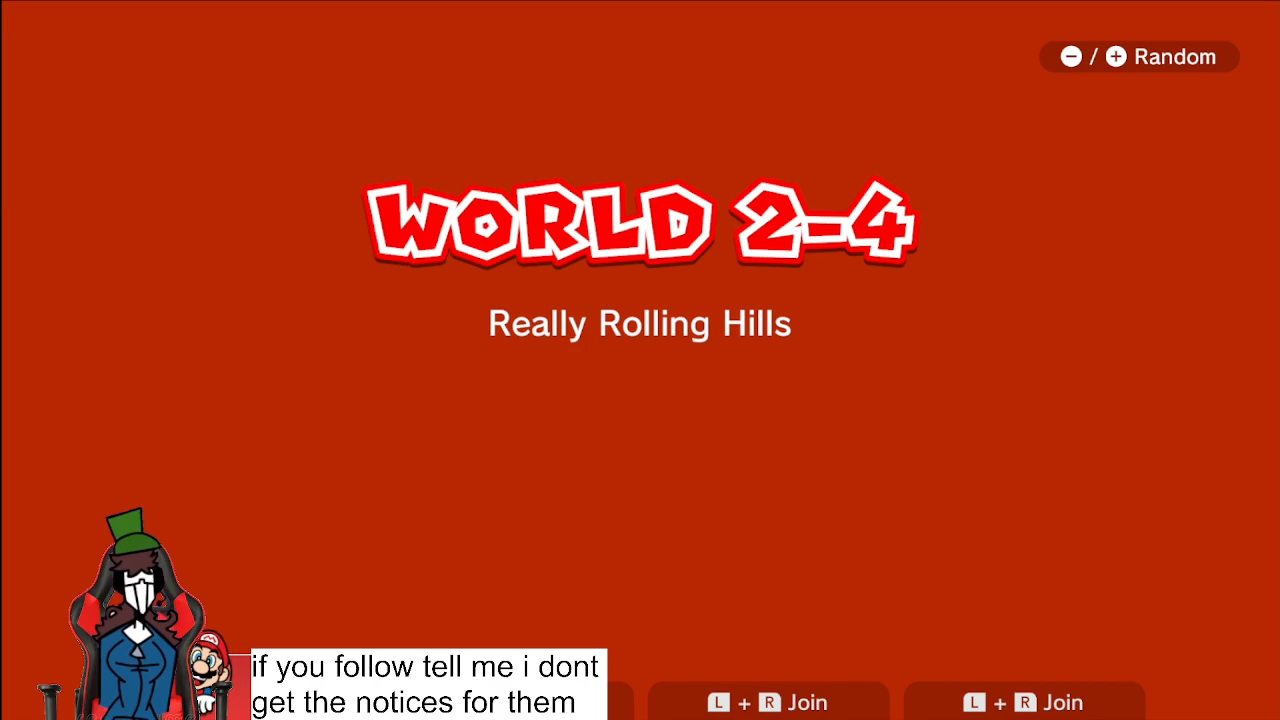 - / + Random
WORLD 2-4
Really Rolling Hills
if you follow tell me i dont
get the notices for them
L + R Join
L + R Join